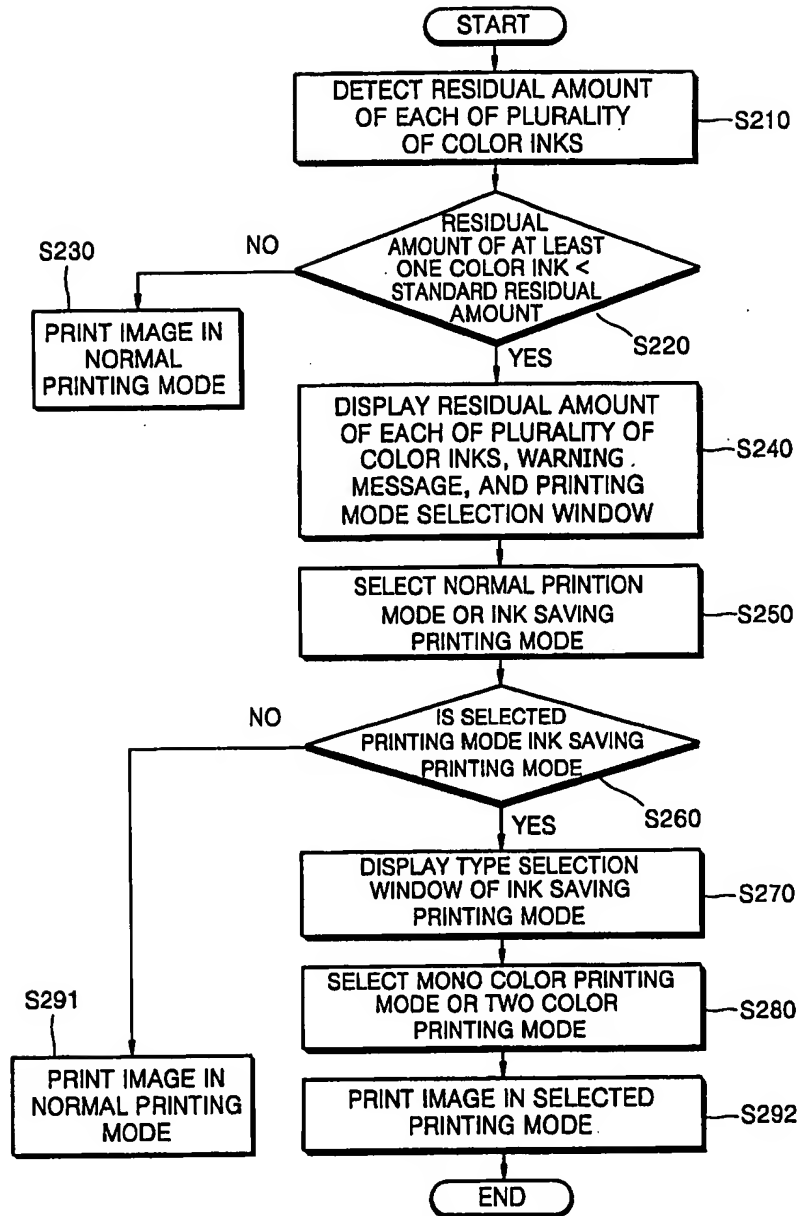 START
DETECT RESIDUAL AMOUNT
OF EACH OF PLURALITY
OF COLOR INKS
S210
RESIDUAL
AMOUNT OF AT LEAST
ONE COLOR INK <
STANDARD RESIDUAL
AMOUNT
S220
NO
S230
PRINT IMAGE IN
NORMAL
PRINTING MODE
YES
DISPLAY RESIDUAL AMOUNT
OF EACH OF PLURALITY OF
COLOR INKS, WARNING
MESSAGE, AND PRINTING
MODE SELECTION WINDOW
S240
SELECT NORMAL PRINTION
MODE OR INK SAVING
PRINTING MODE
S250
IS SELECTED
PRINTING MODE INK SAVING
PRINTING MODE
S260
NO
YES
DISPLAY TYPE SELECTION
WINDOW OF INK SAVING
PRINTING MODE
S270
SELECT MONO COLOR PRINTING
MODE OR TWO COLOR
PRINTING MODE
S280
S291
PRINT IMAGE IN
NORMAL PRINTING
MODE
PRINT IMAGE IN SELECTED
PRINTING MODE
S292
END